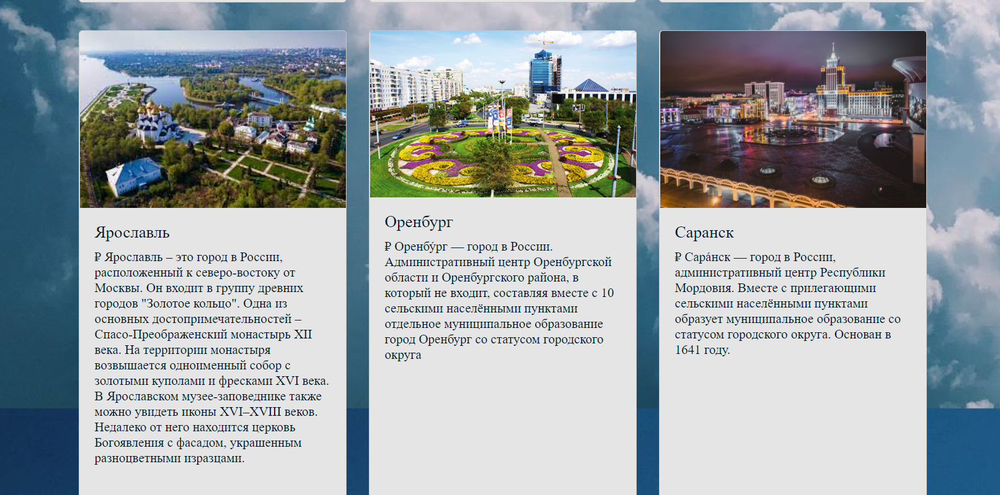 Ярославль
₽ Ярославль – это город в России,
расположенный к северо-востоку от
Москвы. Он входит в группу древних
городов "Золотое кольцо". Одна из
основных достопримечательностей –
Спасо-Преображенский монастырь XII
века. На территории монастыря
возвышается одноименный собор с
золотыми куполами и фресками XVI века.
В Ярославском музее-заповеднике также
можно увидеть иконы XVI–XVIII веков.
Недалеко от него находится церковь
Богоявления с фасадом, украшенным
разноцветными изразцами.
Оренбург
₽ Оренбу́рг — город в России.
Административный центр Оренбургской
области и Оренбургского района, в
который не входит, составляя вместе с 10
сельскими населёнными пунктами
отдельное муниципальное образование
город Оренбург со статусом городского
округа
Саранск
₽ Сара́нск — город в России,
административный центр Республики
Мордовия. Вместе с прилегающими
сельскими населёнными пунктами
образует муниципальное образование со
статусом городского округа. Основан в
1641 году.